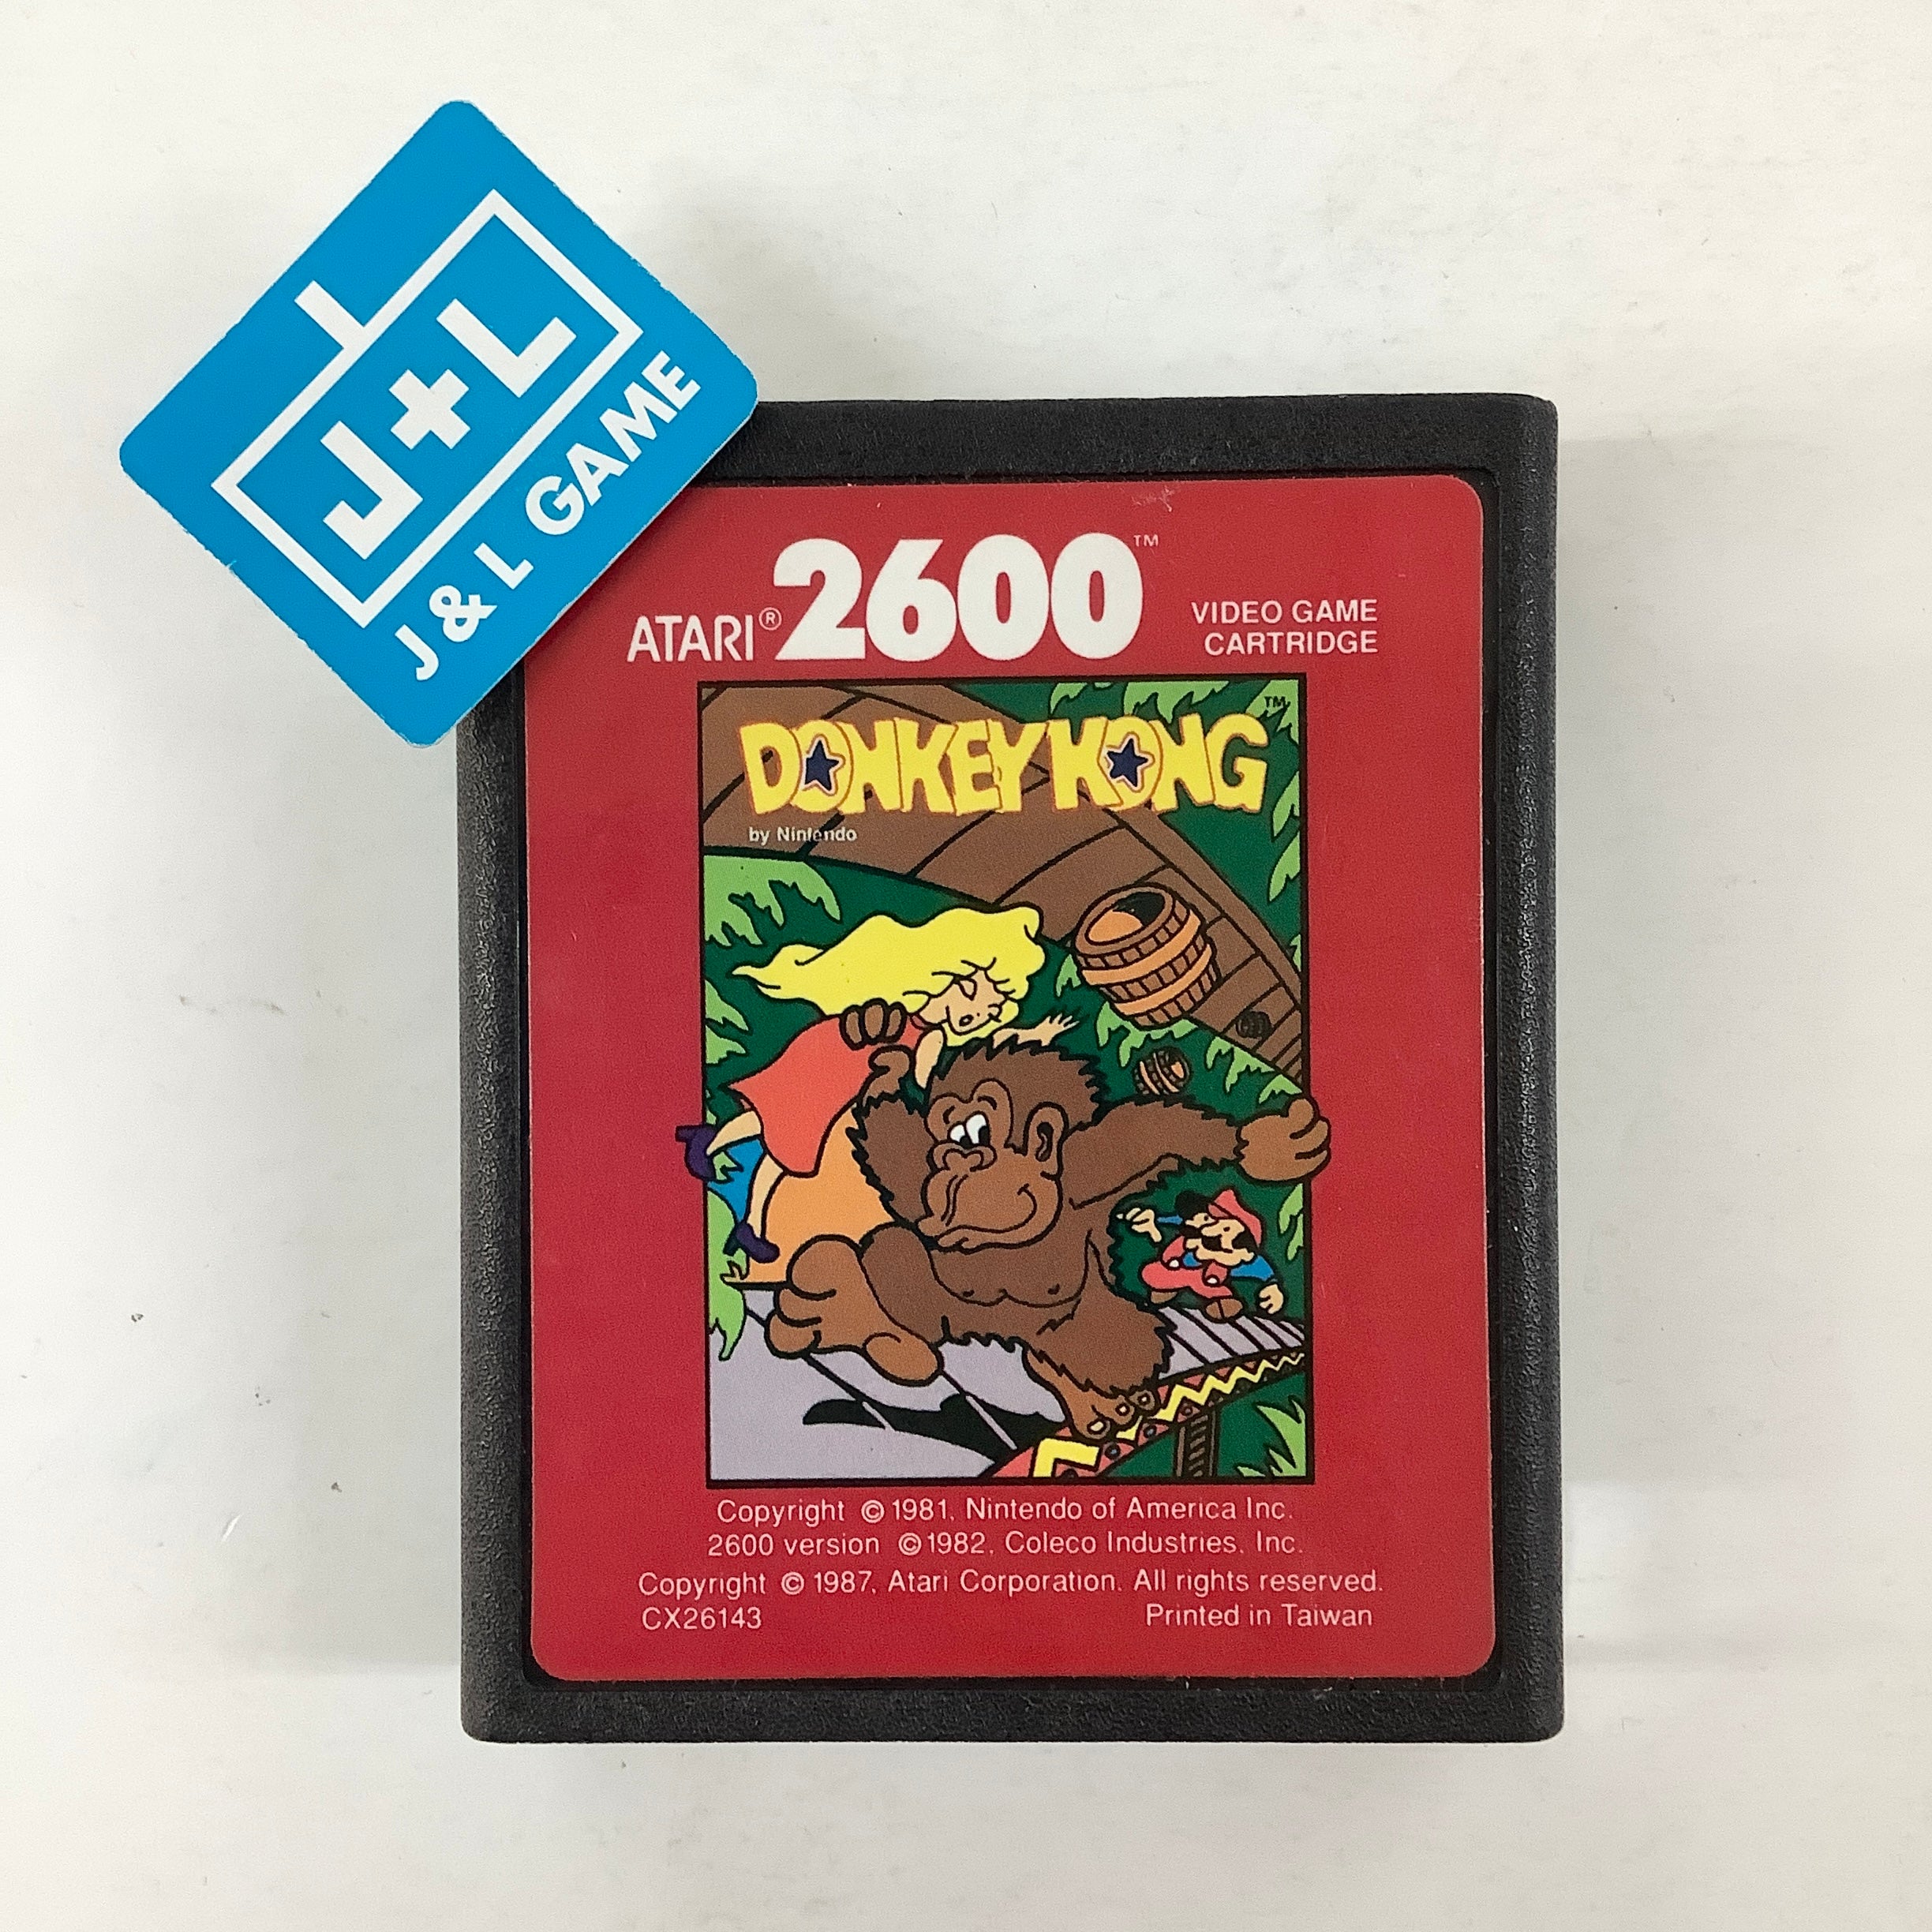 J+L
J & L GAME
ATARI® 2600™ VIDEO GAME
CARTRIDGE
DONKEY KONG™
by Nintendo
Copyright © 1981, Nintendo of America Inc.
2600 version © 1982, Coleco Industries, Inc.
Copyright © 1987, Atari Corporation. All rights reserved.
CX26143 Printed in Taiwan